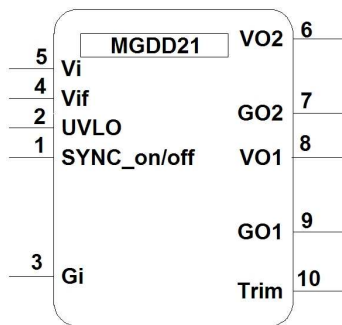 MGDD21
5 Vi
4 Vif
2 UVLO
1 SYNC_on/off
3 Gi
VO2 6
GO2 7
VO1 8
GO1 9
Trim 10